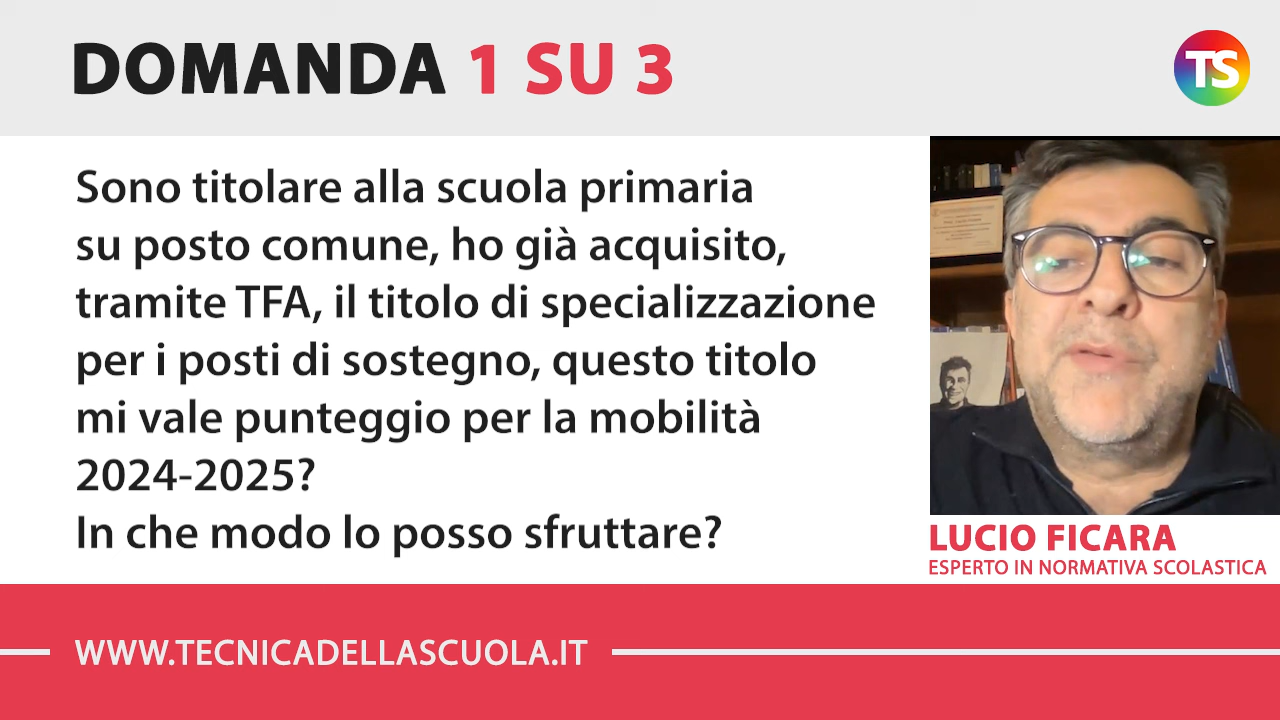 DOMANDA 1 SU 3
TS
Sono titolare alla scuola primaria
su posto comune, ho già acquisito,
tramite TFA, il titolo di specializzazione
per i posti di sostegno, questo titolo
mi vale punteggio per la mobilità
2024-2025?
In che modo lo posso sfruttare?
LUCIO FICARA
ESPERTO IN NORMATIVA SCOLASTICA
WWW.TECNICADELLASCUOLA.IT